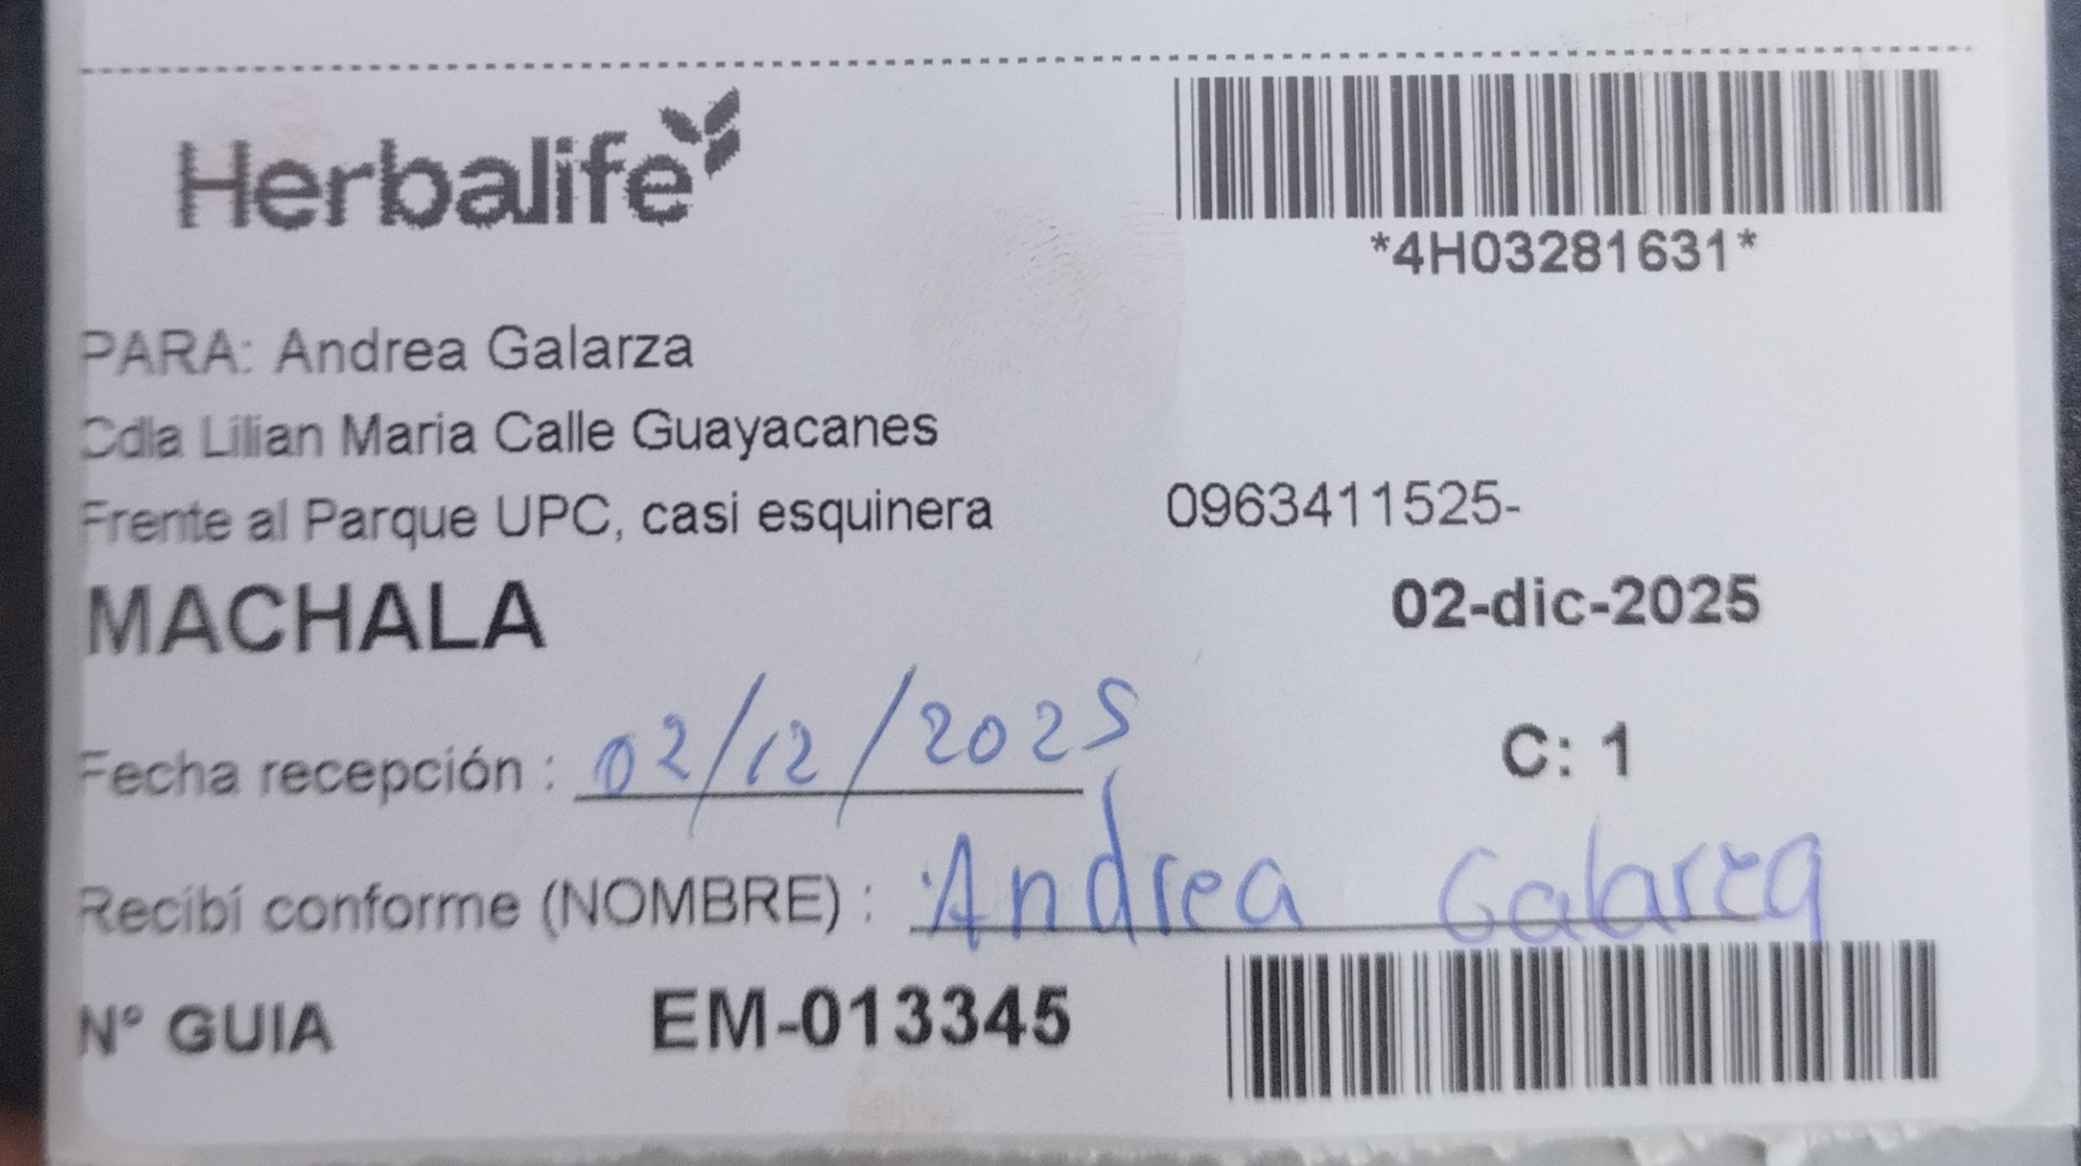 Herbalife
*4H03281631*
PARA: Andrea Galarza
Cdla Lilian Maria Calle Guayacanes
Frente al Parque UPC, casi esquinera 0963411525-
MACHALA 02-dic-2025
Fecha recepción : 02/12/2025 C: 1
Recibí conforme (NOMBRE) : Andrea Galarza
N° GUIA EM-013345